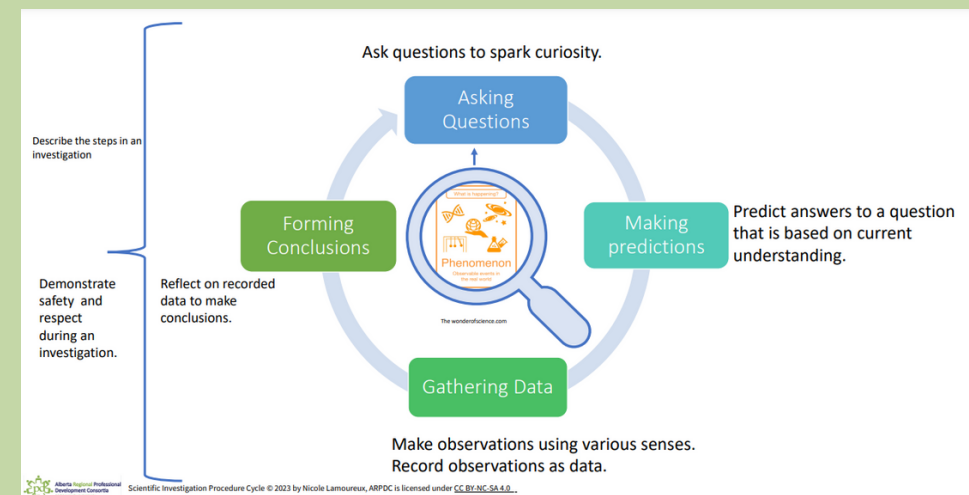 Ask questions to spark curiosity.
Asking
Questions
Describe the steps in an
investigation
What is happening?
Phenomenon
Observable events in
the real world
The wonderofscience.com
Forming
Conclusions
Making
predictions
Predict answers to a question
that is based on current
understanding.
Demonstrate
safety and
respect
during an
investigation.
Reflect on recorded
data to make
conclusions.
Gathering Data
Make observations using various senses.
Record observations as data.
Alberta Regional Professional
Development Consortia
Scientific Investigation Procedure Cycle © 2023 by Nicole Lamoureux, ARPDC is licensed under CC BY-NC-SA 4.0